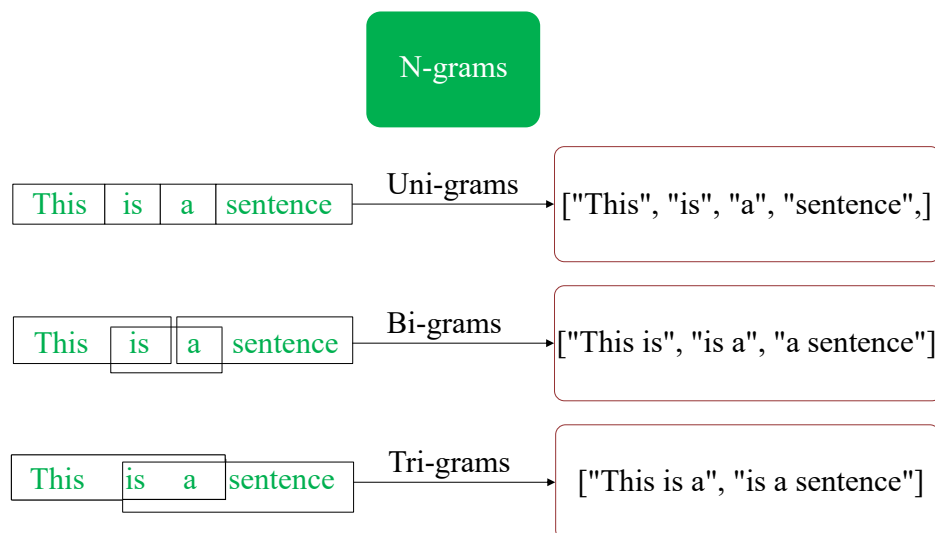 N-grams
This is a sentence
Uni-grams
["This", "is", "a", "sentence",]
This is a sentence
Bi-grams
["This is", "is a", "a sentence"]
This is a sentence
Tri-grams
["This is a", "is a sentence"]